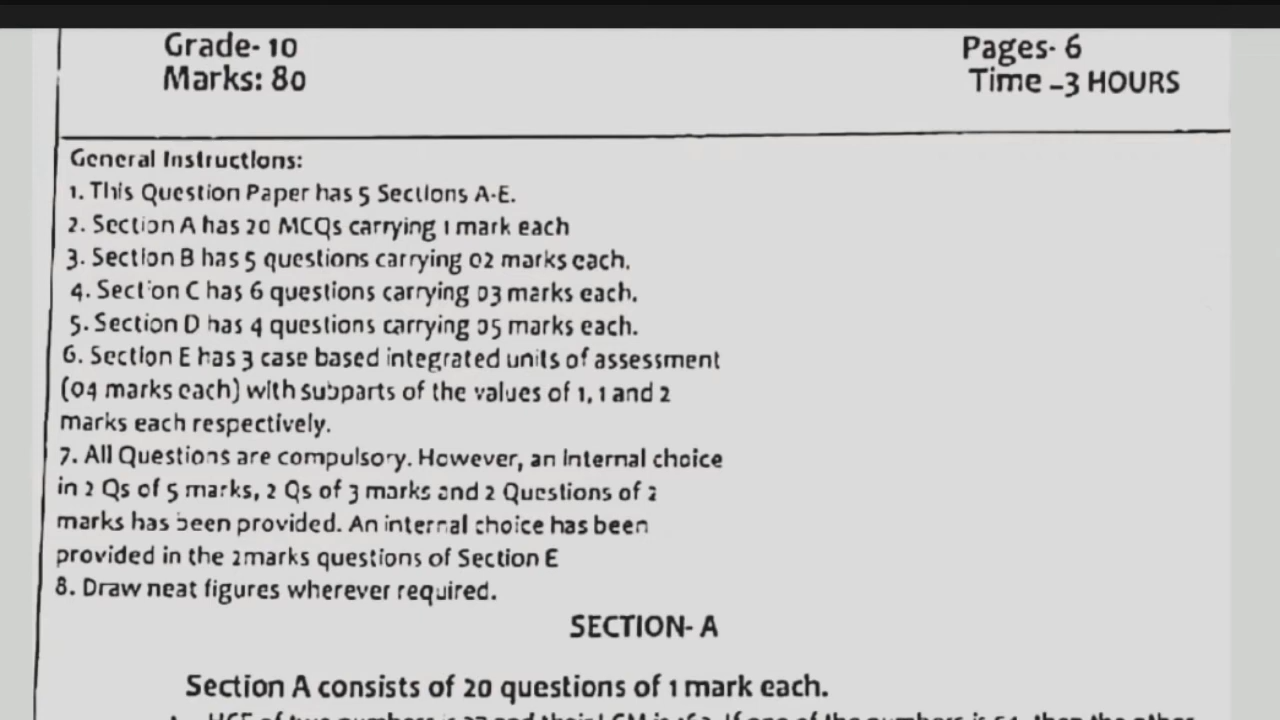 Grade- 10
Pages- 6
Marks: 80
Time -3 HOURS
General Instructions:
1. This Question Paper has 5 Sections A-E.
2. Section A has 20 MCQs carrying 1 mark each
3. Section B has 5 questions carrying 02 marks each.
4. Section C has 6 questions carrying 03 marks each.
5. Section D has 4 questions carrying 05 marks each.
6. Section E has 3 case based integrated units of assessment
(04 marks each) with subparts of the values of 1, 1 and 2
marks each respectively.
7. All Questions are compulsory. However, an Internal choice
in 2 Qs of 5 marks, 2 Qs of 3 marks and 2 Questions of 2
marks has been provided. An internal choice has been
provided in the 2marks questions of Section E
8. Draw neat figures wherever required.
SECTION- A
Section A consists of 20 questions of 1 mark each.